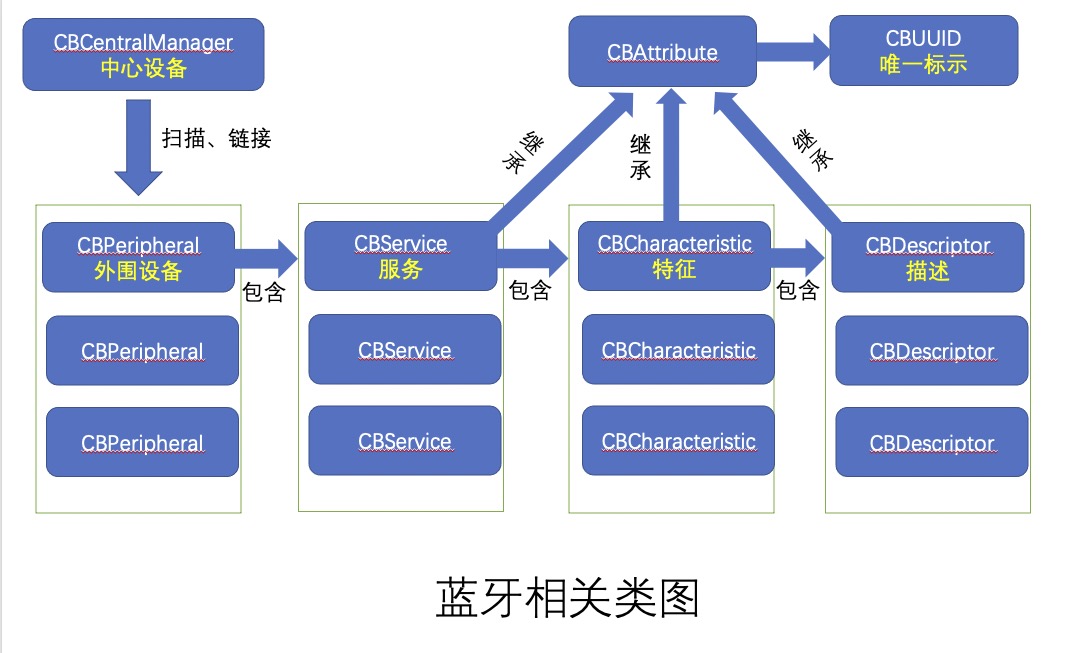 CBCentralManager
中心设备
CBAttribute
CBUUID
唯一标示
扫描、链接
继承
继承
继承
CBPeripheral
外围设备
包含
CBService
服务
包含
CBCharacteristic
特征
包含
CBDescriptor
描述
CBPeripheral
CBService
CBCharacteristic
CBDescriptor
CBPeripheral
CBService
CBCharacteristic
CBDescriptor
蓝牙相关类图